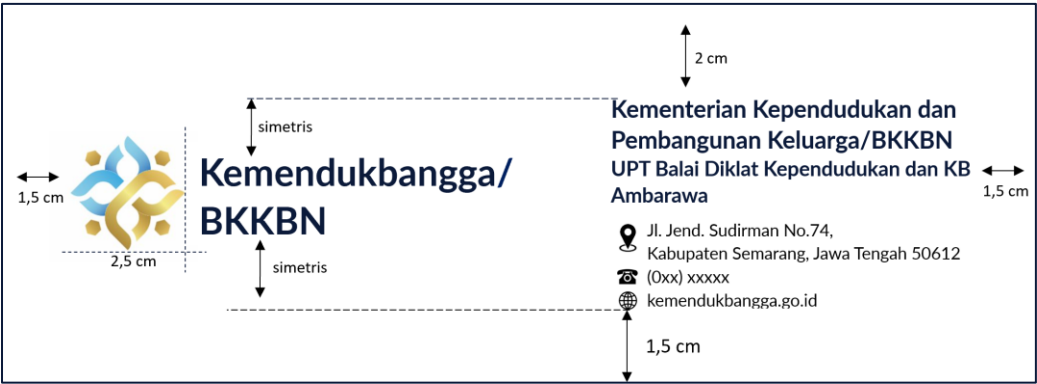 2 cm
simetris
1,5 cm
2,5 cm
Kemendukbangga/
BKKBN
simetris
Kementerian Kependudukan dan
Pembangunan Keluarga/BKKBN
UPT Balai Diklat Kependudukan dan KB
Ambarawa
1,5 cm
Jl. Jend. Sudirman No.74,
Kabupaten Semarang, Jawa Tengah 50612
(0xx) xxxxx
kemendukbangga.go.id
1,5 cm